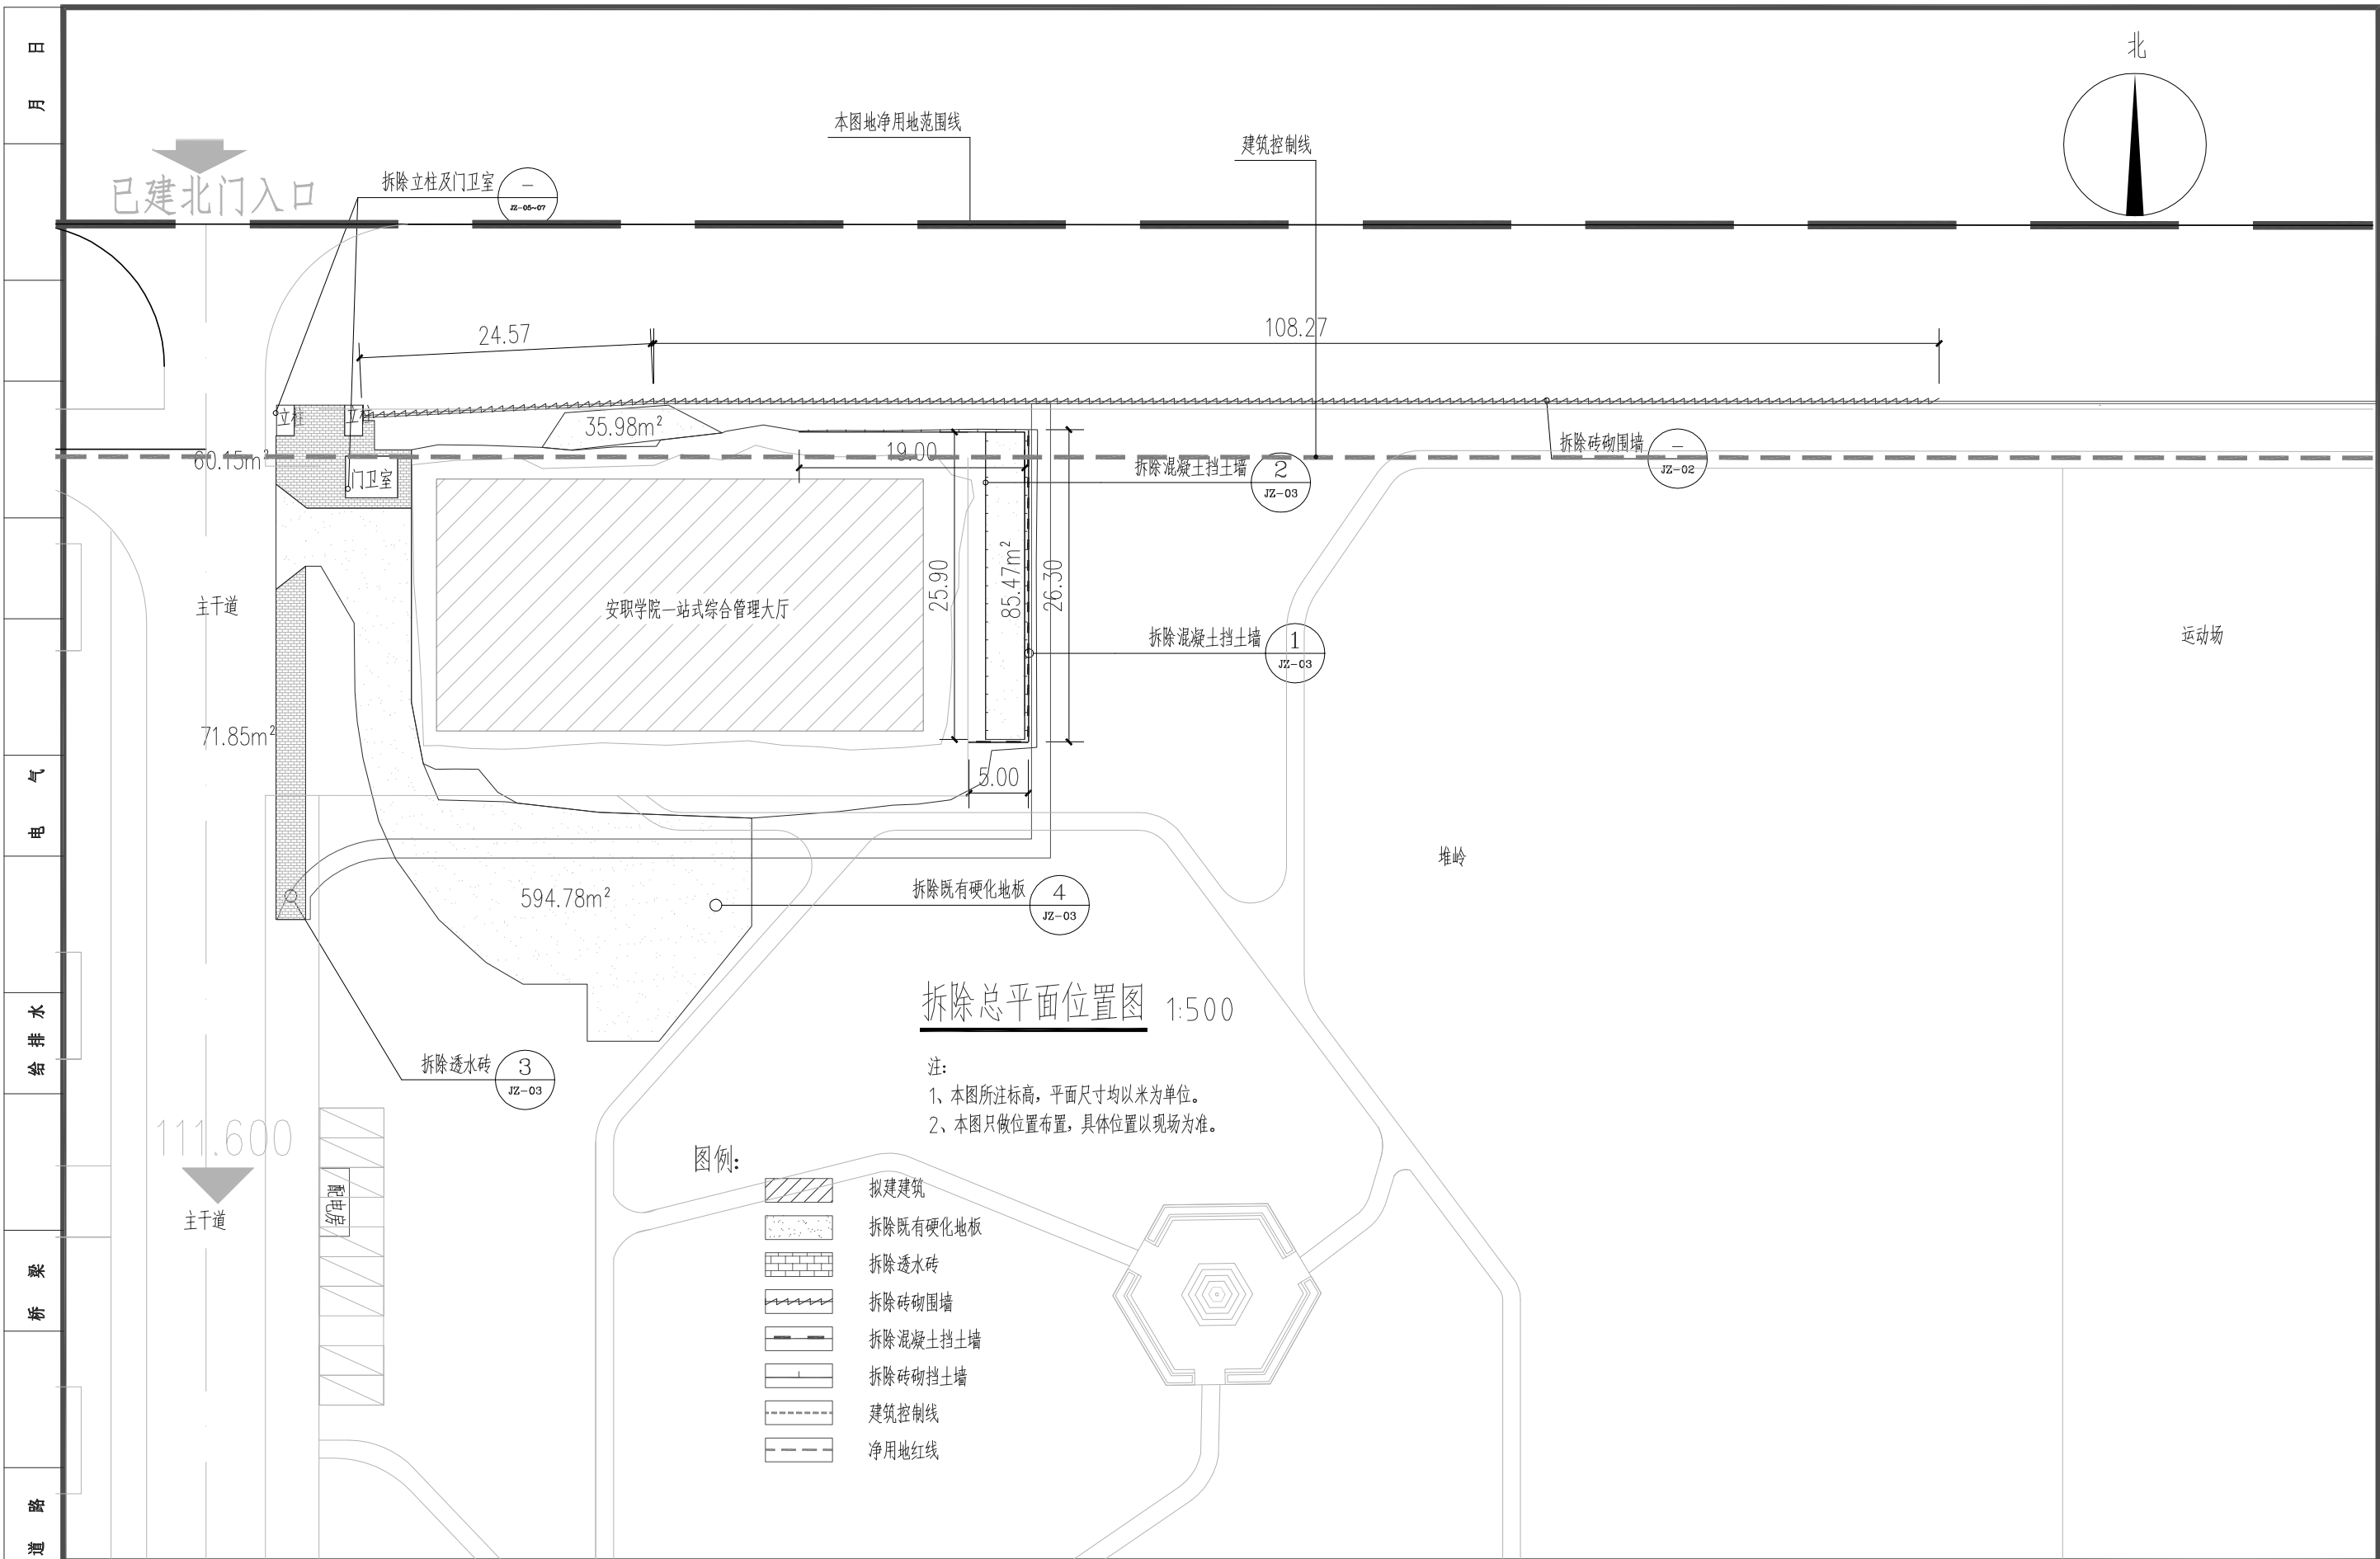 日
月
气
电
水
排
给
梁
桥
路
道
北
本图地净用地范围线
建筑控制线
已建北门入口
拆除立柱及门卫室
—
JZ-05~07
24.57
108.27
立柱
立柱
35.98m²
60.15m²
门卫室
19.00
拆除混凝土挡土墙
2
JZ-03
拆除砖砌围墙
—
JZ-02
主干道
安职学院一站式综合管理大厅
25.90
85.47m²
26.30
拆除混凝土挡土墙
1
JZ-03
运动场
71.85m²
5.00
堆岭
594.78m²
拆除既有硬化地板
4
JZ-03
拆除总平面位置图 1:500
拆除透水砖
3
JZ-03
注:
1、本图所注标高，平面尺寸均以米为单位。
2、本图只做位置布置，具体位置以现场为准。
111.600
主干道
配电房
图例:
拟建建筑
拆除既有硬化地板
拆除透水砖
拆除砖砌围墙
拆除混凝土挡土墙
拆除砖砌挡土墙
建筑控制线
净用地红线